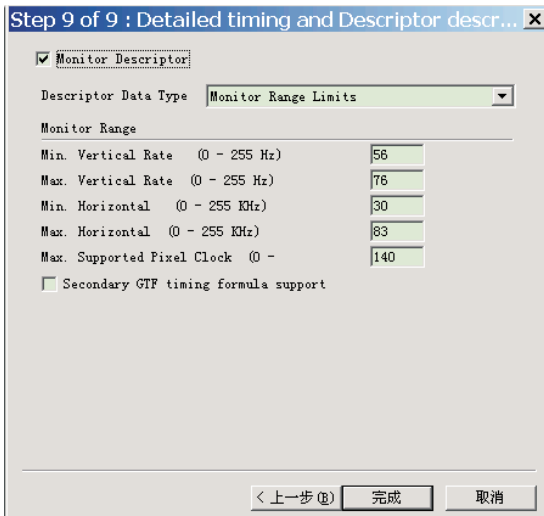 Step 9 of 9 : Detailed timing and Descriptor descr...
Monitor Descriptor
Descriptor Data Type Monitor Range Limits
Monitor Range
Min. Vertical Rate (0 - 255 Hz) 56
Max. Vertical Rate (0 - 255 Hz) 76
Min. Horizontal (0 - 255 KHz) 30
Max. Horizontal (0 - 255 KHz) 83
Max. Supported Pixel Clock (0 - 140
Secondary GTF timing formula support
< 上一步(B) 完成 取消